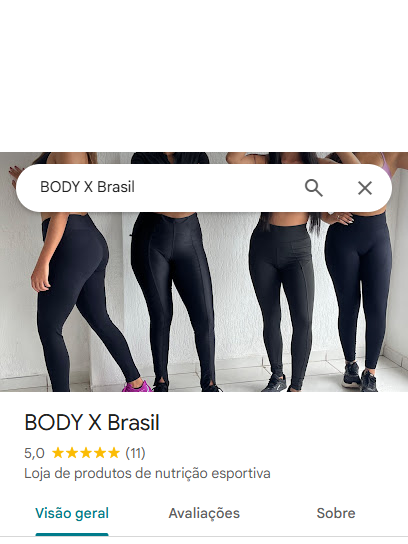 BODY X Brasil
BODY X Brasil
5,0 ★★★★★ (11)
Loja de produtos de nutrição esportiva
Visão geral Avaliações Sobre